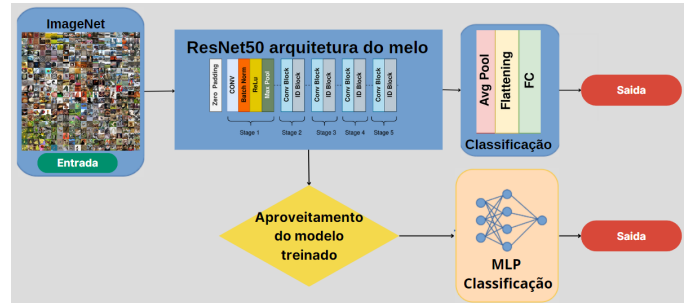 ImageNet
Entrada
ResNet50 arquitetura do melo
Zero Padding
CONV
Batch Norm
ReLu
Max Pool
Conv Block
ID Block
Conv Block
ID Block
Conv Block
ID Block
Conv Block
ID Block
Stage 1
Stage 2
Stage 3
Stage 4
Stage 5
Avg Pool
Flattening
FC
Classificação
Saida
Aproveitamento
do modelo
treinado
MLP
Classificação
Saida